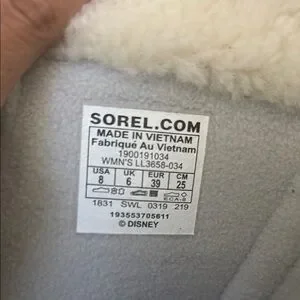 SOREL.COM
MADE IN VIETNAM
Fabriqué Au Vietnam
1900191034
WMN'S LL3658-034
USA UK EUR CM
8 6 39 25
1831 SWL 0319 219
193553705611
© DISNEY